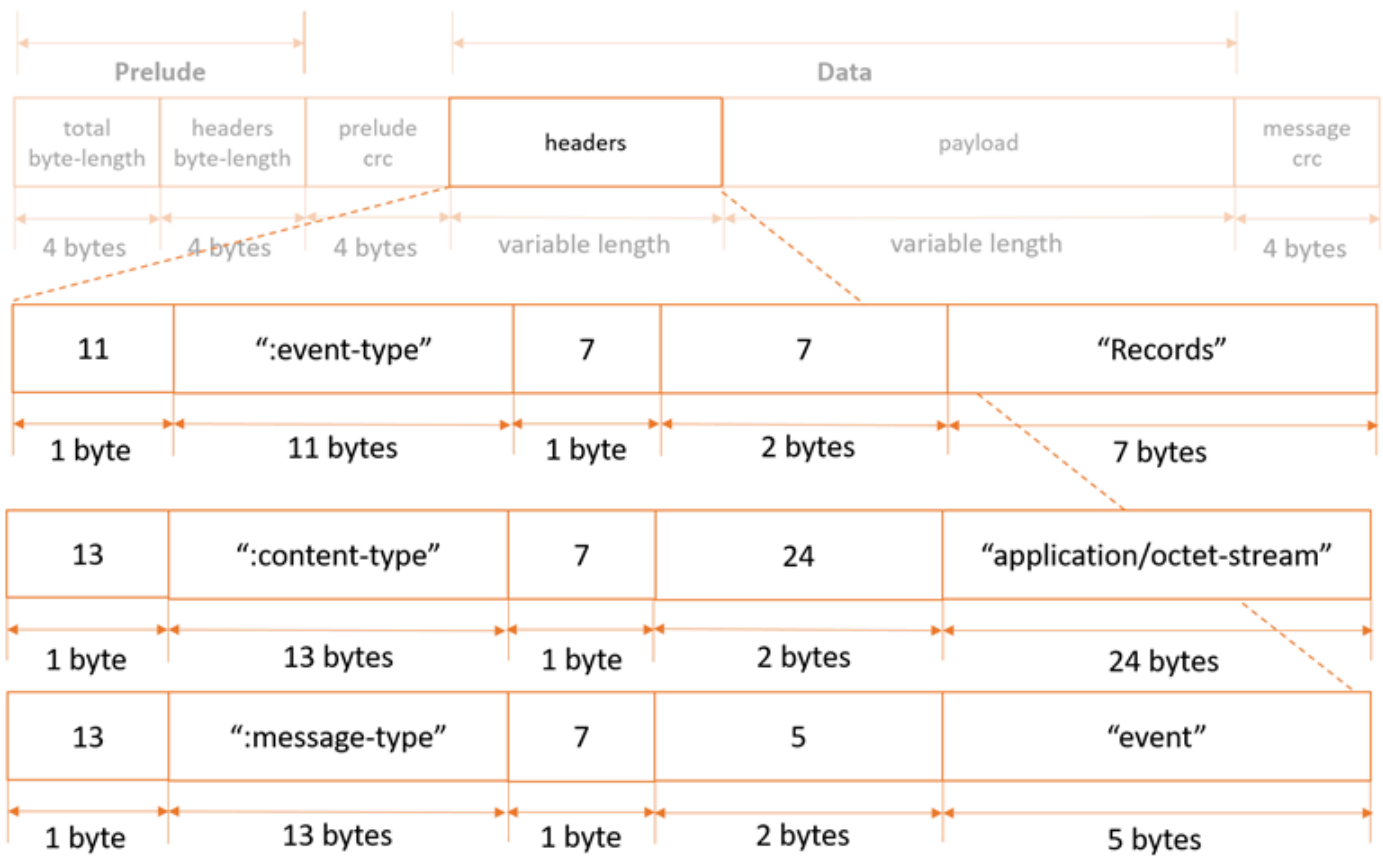 Prelude
Data
total
byte-length
headers
byte-length
prelude
crc
headers
payload
message
crc
4 bytes
4 bytes
4 bytes
variable length
variable length
4 bytes
11
“:event-type”
7
7
“Records”
1 byte
11 bytes
1 byte
2 bytes
7 bytes
13
“:content-type”
7
24
“application/octet-stream”
1 byte
13 bytes
1 byte
2 bytes
24 bytes
13
“:message-type”
7
5
“event”
1 byte
13 bytes
1 byte
2 bytes
5 bytes